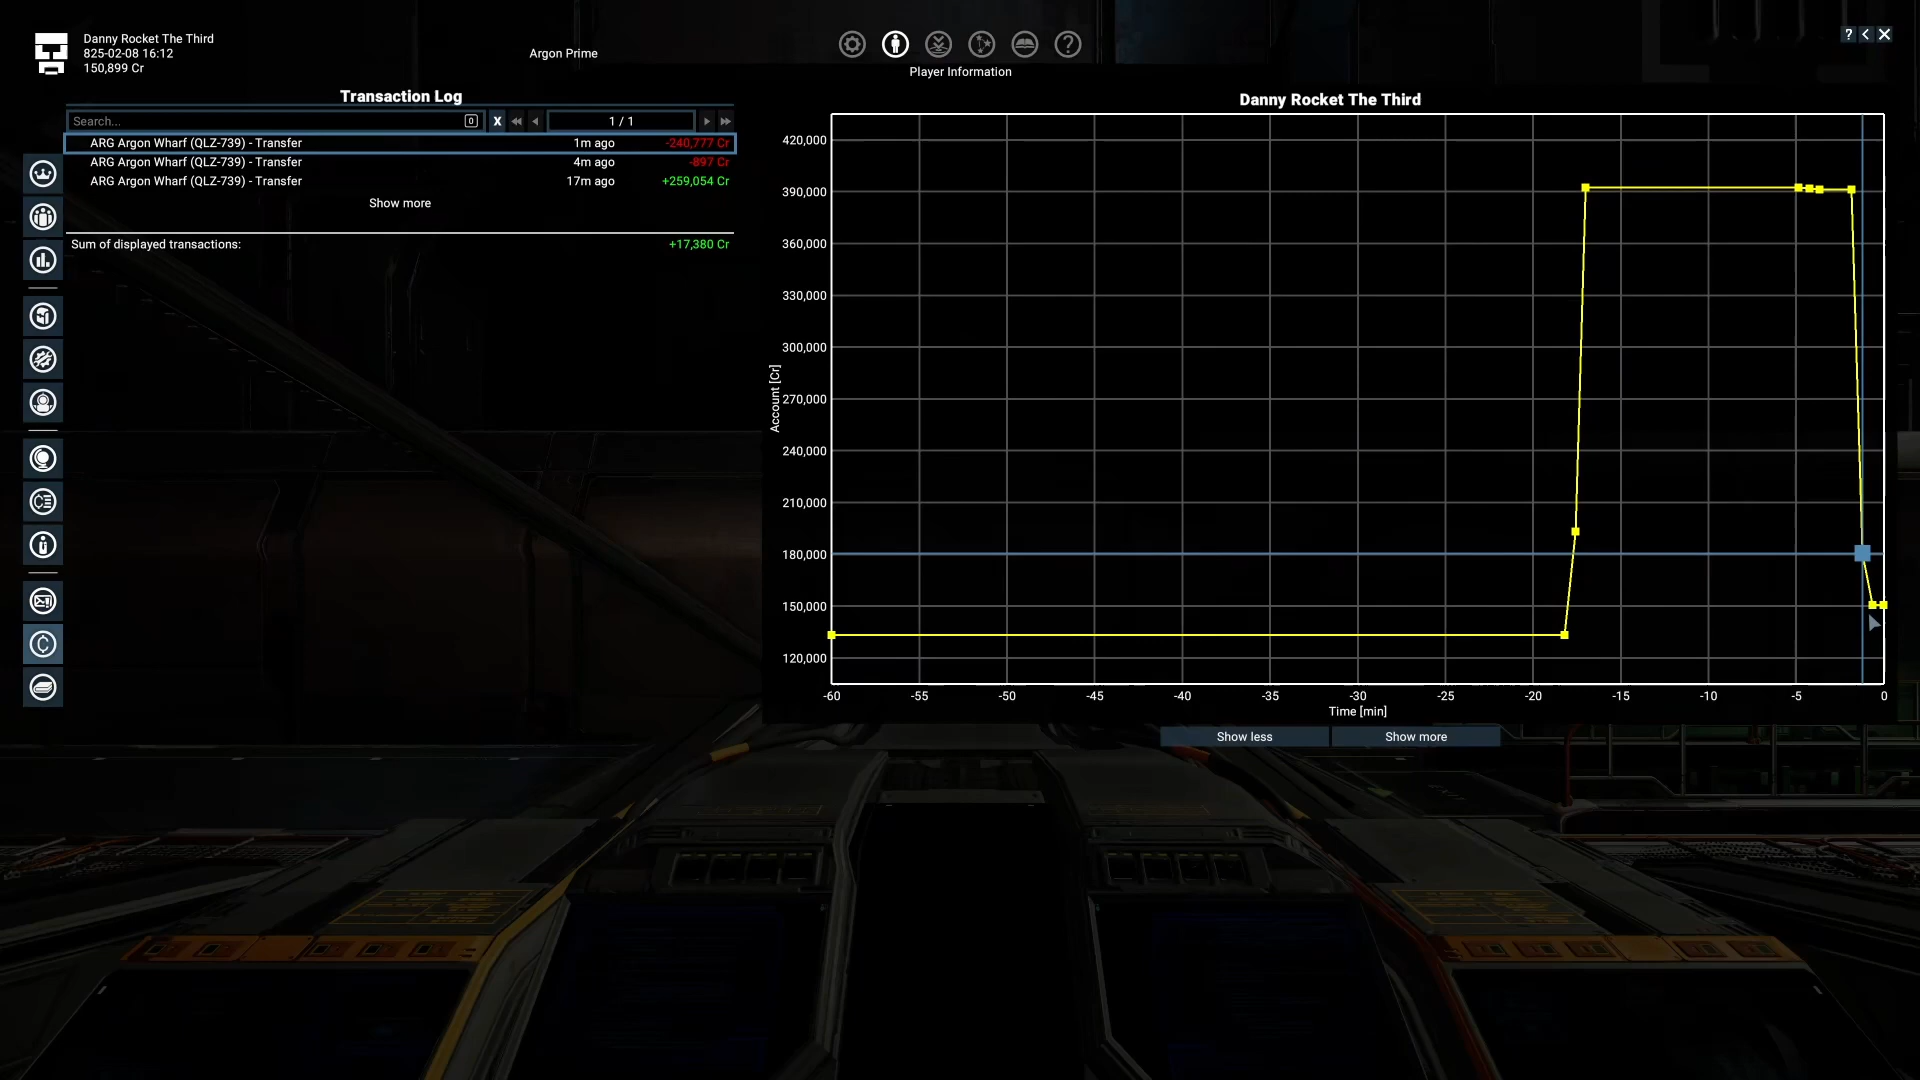 Danny Rocket The Third
825-02-08 16:12
150,899 Cr
Argon Prime
Player Information
? < X
Transaction Log
Search... 0 X 1 / 1
ARG Argon Wharf (QLZ-739) - Transfer 1m ago -240,777 Cr
ARG Argon Wharf (QLZ-739) - Transfer 4m ago -897 Cr
ARG Argon Wharf (QLZ-739) - Transfer 17m ago +259,054 Cr
Show more
Sum of displayed transactions: +17,380 Cr
Danny Rocket The Third
Account [Cr]
420,000
390,000
360,000
330,000
300,000
270,000
240,000
210,000
180,000
150,000
120,000
-60 -55 -50 -45 -40 -35 -30 -25 -20 -15 -10 -5 0
Time [min]
Show less Show more